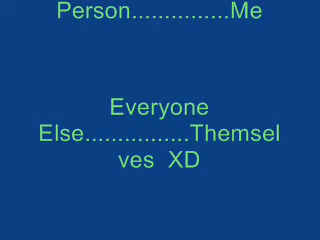 Person...............Me
Everyone
Else................Themsel
ves  XD